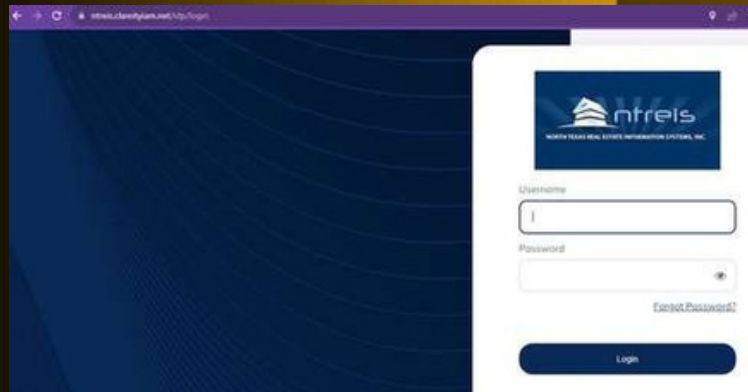 ntreis.clareityiam.net/idp/login
ntreis
NORTH TEXAS REAL ESTATE INFORMATION SYSTEMS, INC.
Username
Password
Forgot Password?
Login